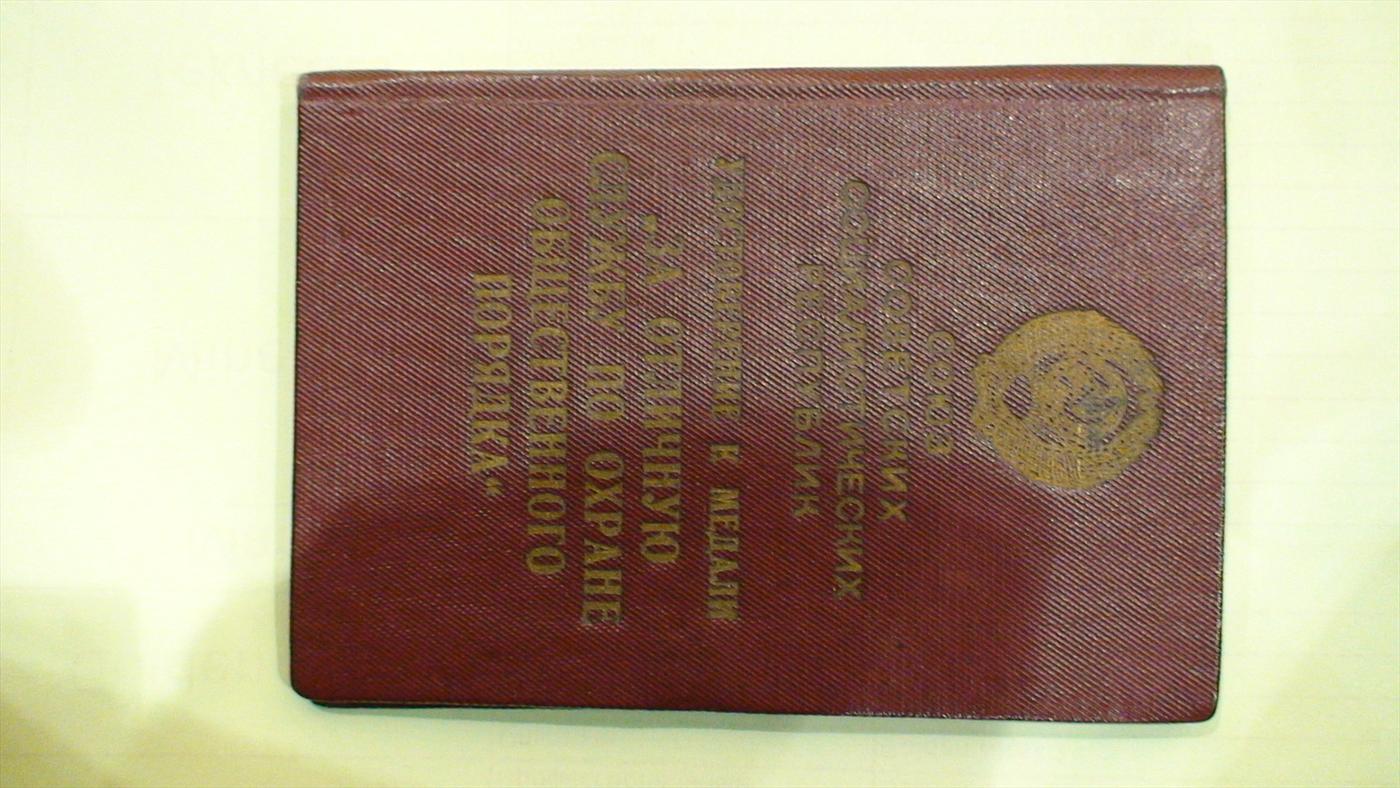 СОЮЗ
СОВЕТСКИХ
СОЦИАЛИСТИЧЕСКИХ
РЕСПУБЛИК
УДОСТОВЕРЕНИЕ К МЕДАЛИ
„ЗА ОТЛИЧНУЮ
СЛУЖБУ ПО ОХРАНЕ
ОБЩЕСТВЕННОГО
ПОРЯДКА“